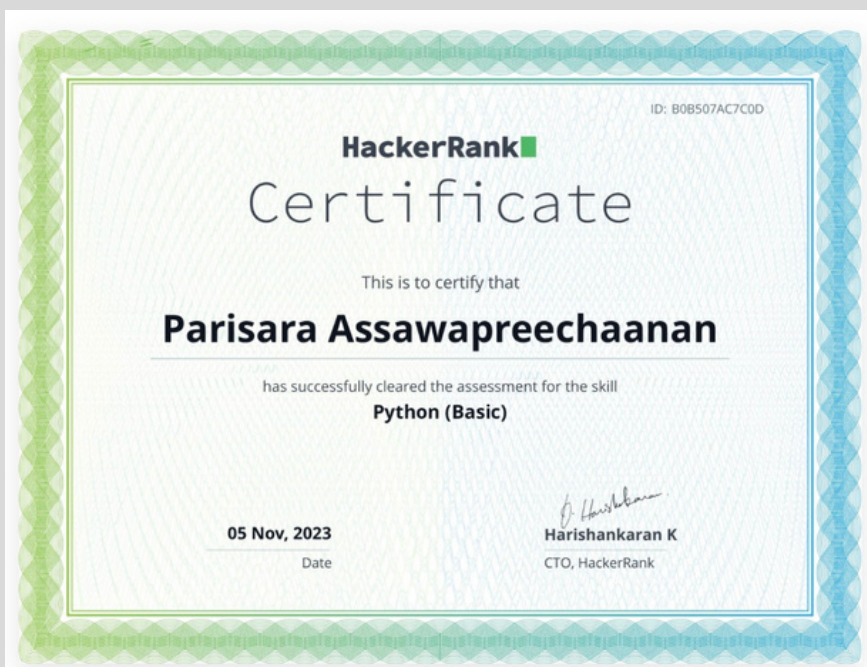 ID: B0B507AC7C0D
HackerRank
Certificate
This is to certify that
Parisara Assawapreechaanan
has successfully cleared the assessment for the skill
Python (Basic)
05 Nov, 2023
Date
Harishankaran K
CTO, HackerRank